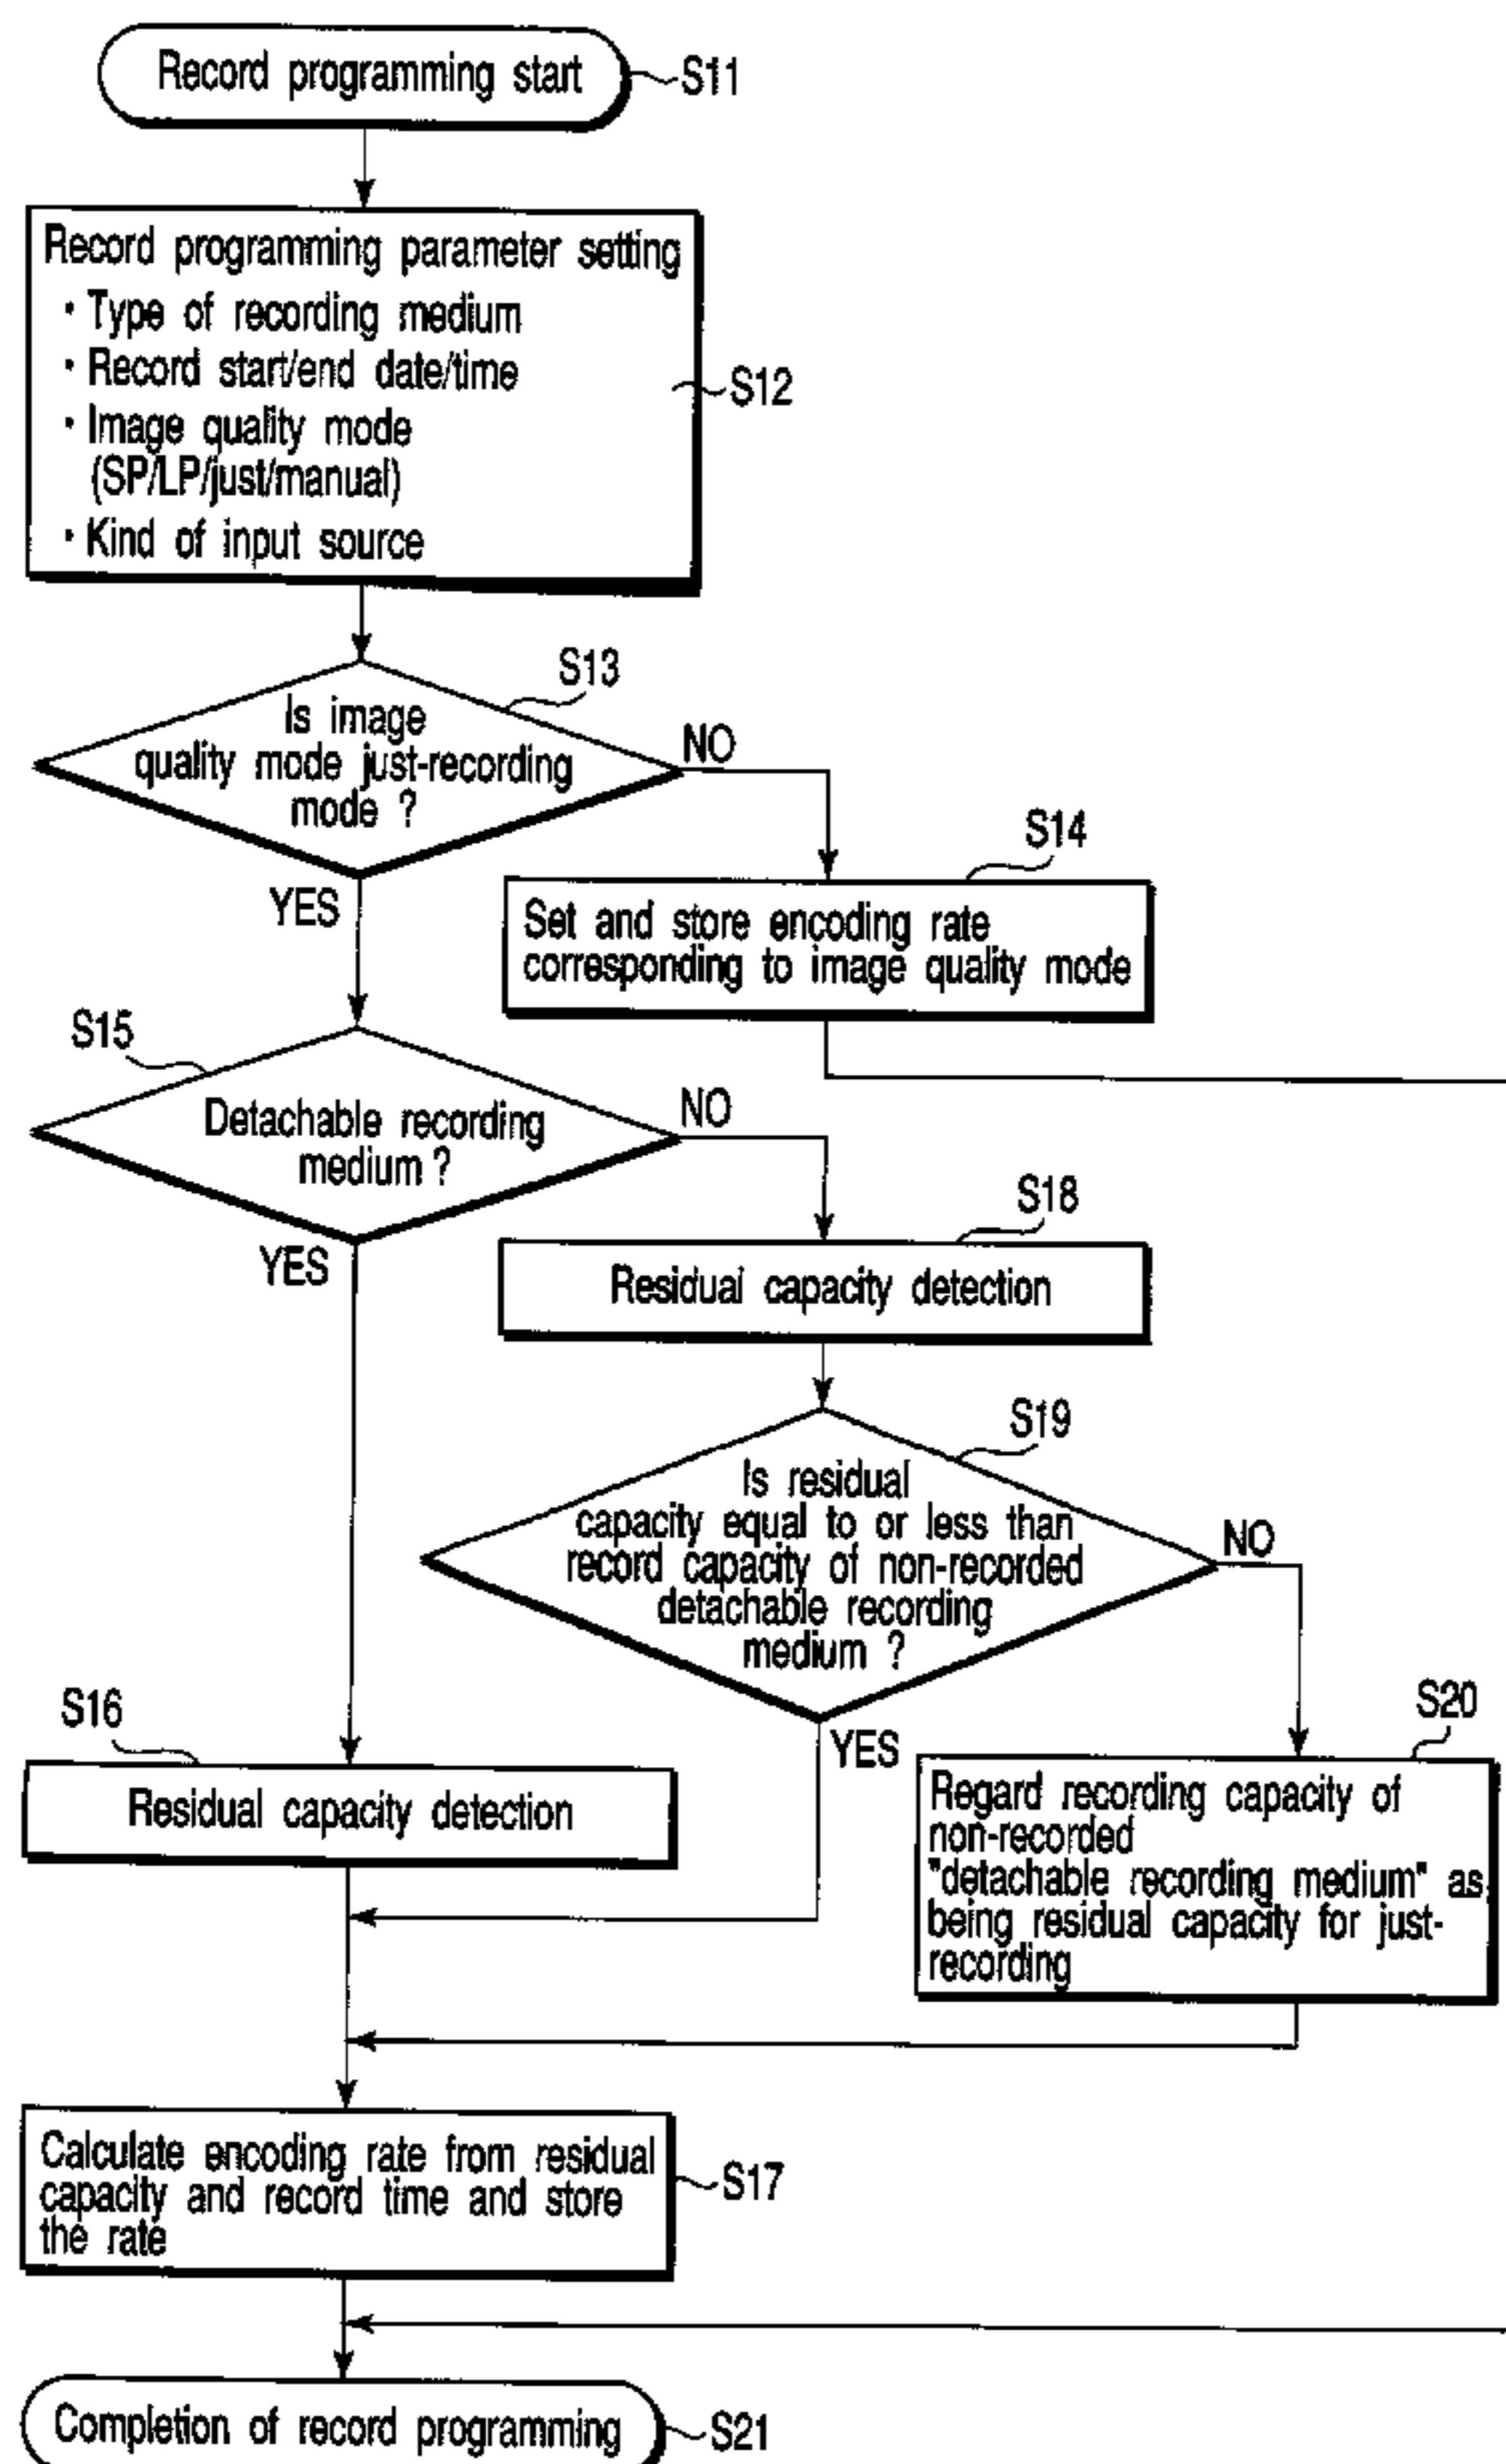 Record programming start
S11
Record programming parameter setting
・Type of recording medium
・Record start/end date/time
・Image quality mode
(SP/LP/just/manual)
・Kind of input source
S12
S13
Is image
quality mode just-recording
mode ?
NO
YES
S14
Set and store encoding rate
corresponding to image quality mode
S15
Detachable recording
medium ?
NO
YES
S18
Residual capacity detection
S19
Is residual
capacity equal to or less than
record capacity of non-recorded
detachable recording
medium ?
NO
YES
S16
Residual capacity detection
S20
Regard recording capacity of
non-recorded
"detachable recording medium" as
being residual capacity for just-
recording
Calculate encoding rate from residual
capacity and record time and store
the rate
S17
Completion of record programming
S21